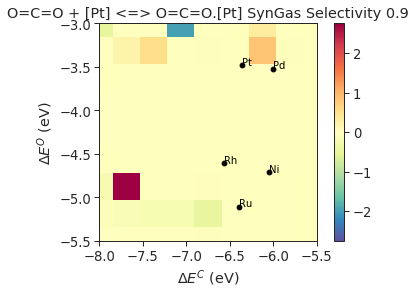 O=C=O + [Pt] <=> O=C=O.[Pt] SynGas Selectivity 0.9
−3.0
−3.5
−4.0
−4.5
−5.0
−5.5
ΔE^O (eV)
Pt
Pd
Rh
Ni
Ru
−8.0 −7.5 −7.0 −6.5 −6.0 −5.5
ΔE^C (eV)
2
1
0
−1
−2